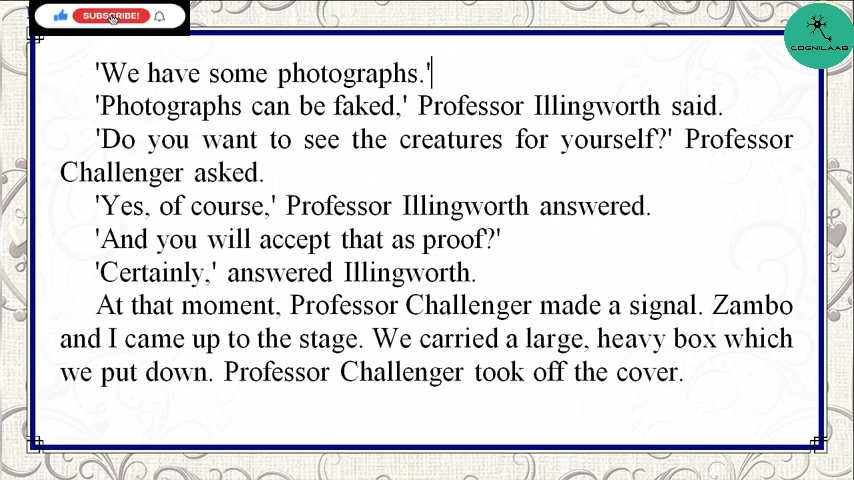 SUBSCRIBE!
COGNILAAB
'We have some photographs.'
'Photographs can be faked,' Professor Illingworth said.
'Do you want to see the creatures for yourself?' Professor
Challenger asked.
'Yes, of course,' Professor Illingworth answered.
'And you will accept that as proof?'
'Certainly,' answered Illingworth.
At that moment, Professor Challenger made a signal. Zambo
and I came up to the stage. We carried a large, heavy box which
we put down. Professor Challenger took off the cover.